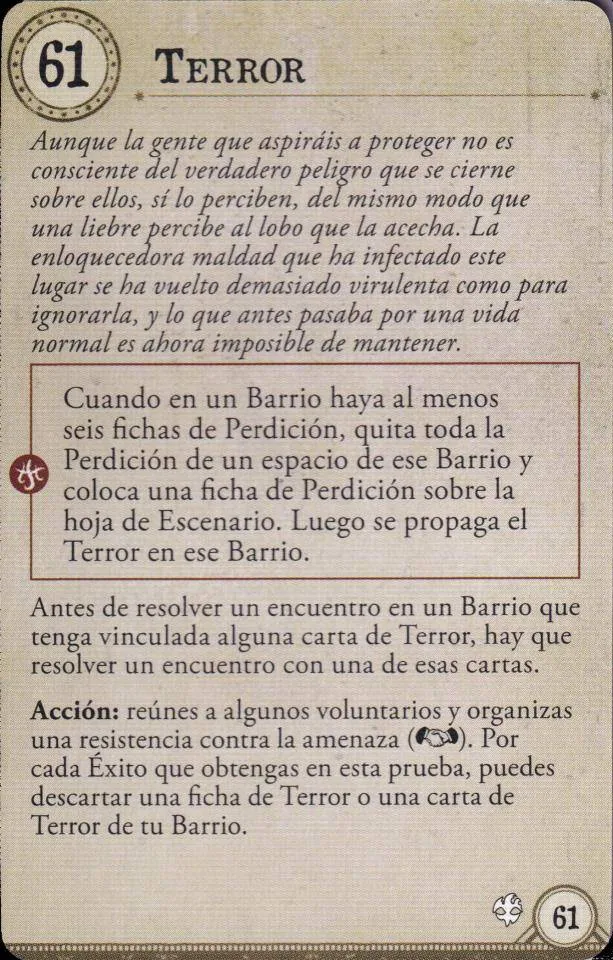 61
TERROR
Aunque la gente que aspiráis a proteger no es
consciente del verdadero peligro que se cierne
sobre ellos, sí lo perciben, del mismo modo que
una liebre percibe al lobo que la acecha. La
enloquecedora maldad que ha infectado este
lugar se ha vuelto demasiado virulenta como para
ignorarla, y lo que antes pasaba por una vida
normal es ahora imposible de mantener.
Cuando en un Barrio haya al menos
seis fichas de Perdición, quita toda la
Perdición de un espacio de ese Barrio y
coloca una ficha de Perdición sobre la
hoja de Escenario. Luego se propaga el
Terror en ese Barrio.
Antes de resolver un encuentro en un Barrio que
tenga vinculada alguna carta de Terror, hay que
resolver un encuentro con una de esas cartas.
Acción: reúnes a algunos voluntarios y organizas
una resistencia contra la amenaza (). Por
cada Éxito que obtengas en esta prueba, puedes
descartar una ficha de Terror o una carta de
Terror de tu Barrio.
61